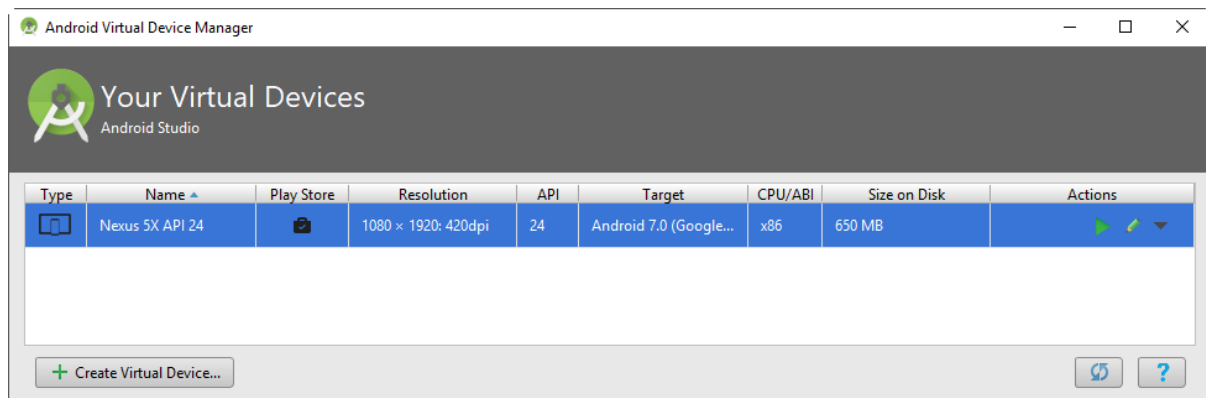 Android Virtual Device Manager
Your Virtual Devices
Android Studio
Type Name Play Store Resolution API Target CPU/ABI Size on Disk Actions
Nexus 5X API 24 1080 × 1920: 420dpi 24 Android 7.0 (Google... x86 650 MB
+ Create Virtual Device... ?